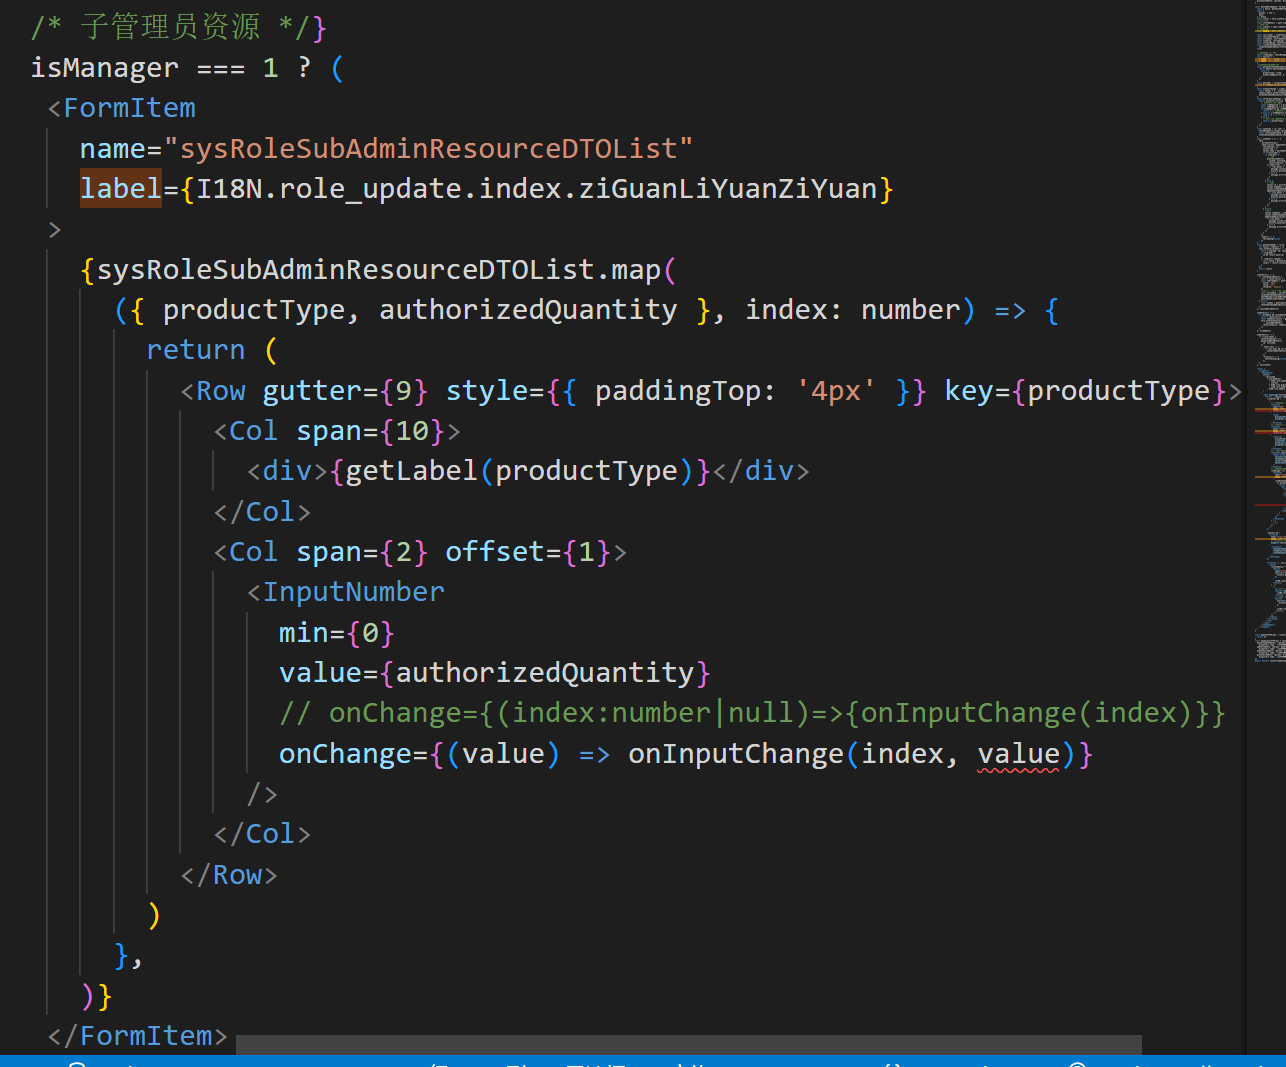 /* 子管理员资源 */}
isManager === 1 ? (
<FormItem
name="sysRoleSubAdminResourceDTOList"
label={I18N.role_update.index.ziGuanLiYuanZiYuan}
>
{sysRoleSubAdminResourceDTOList.map(
({ productType, authorizedQuantity }, index: number) => {
return (
<Row gutter={9} style={{ paddingTop: '4px' }} key={productType}>
<Col span={10}>
<div>{getLabel(productType)}</div>
</Col>
<Col span={2} offset={1}>
<InputNumber
min={0}
value={authorizedQuantity}
// onChange={(index:number|null)=>{onInputChange(index)}}
onChange={(value) => onInputChange(index, value)}
/>
</Col>
</Row>
)
},
)}
</FormItem>